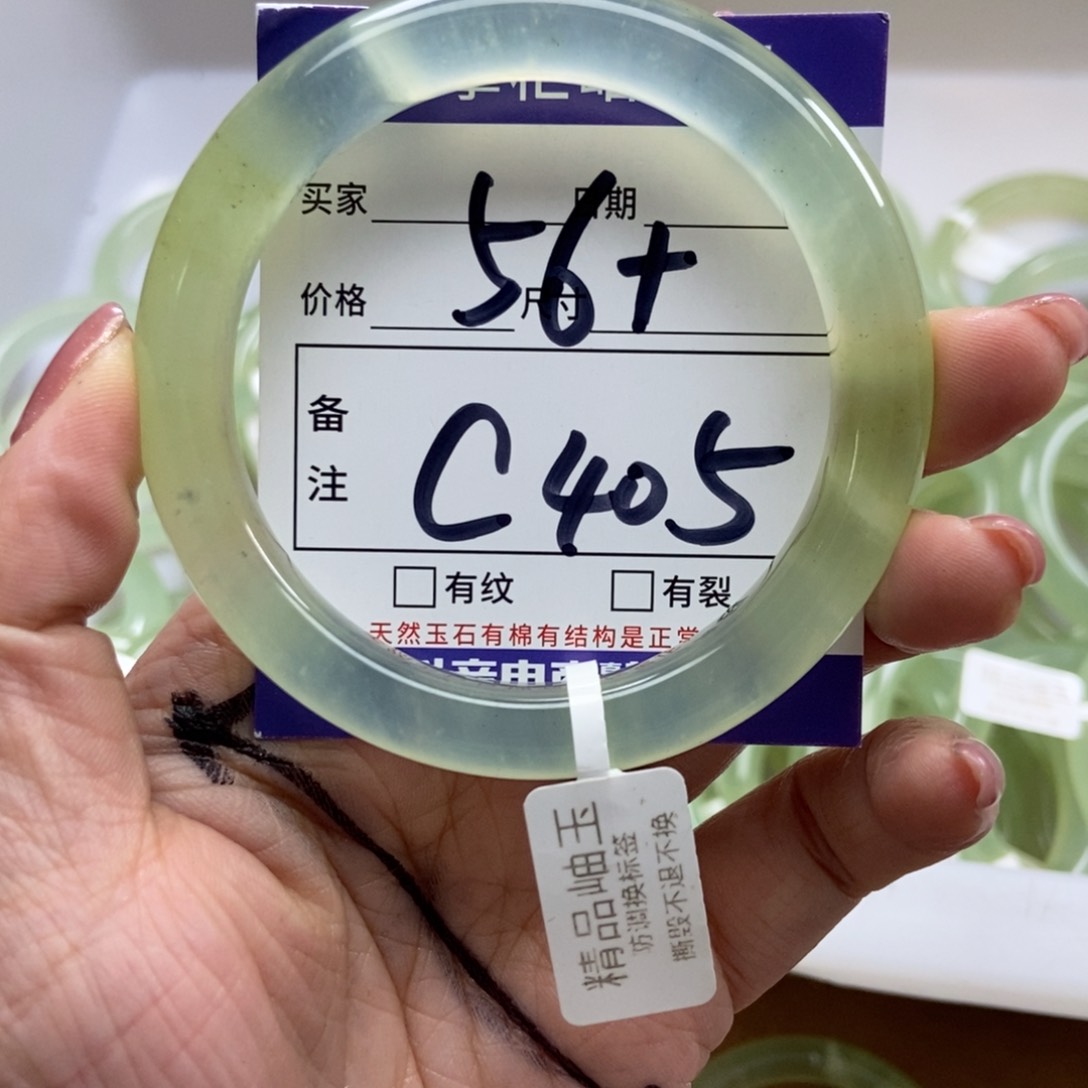 买家 日期
56+
价格 尺寸
备注
C405
□有纹 □有裂
天然玉石有棉有结构是正常
精品岫玉
防调换标签
撕毁不退不换